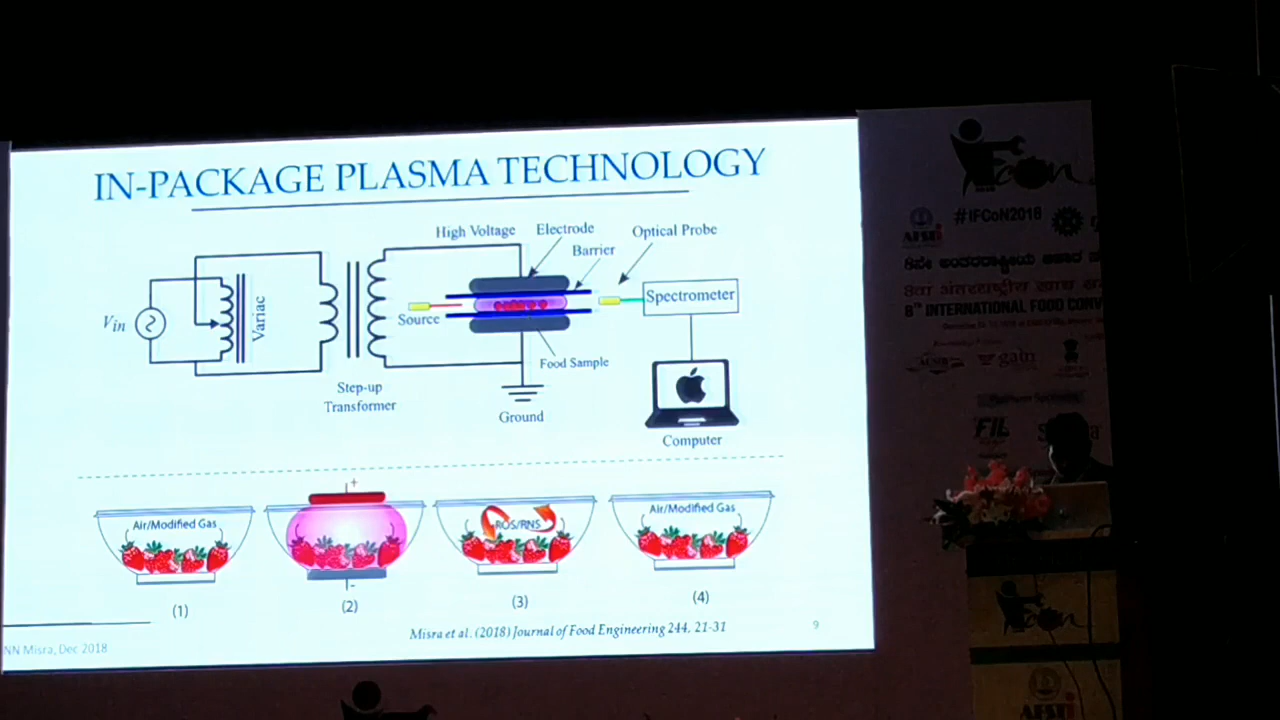 IN-PACKAGE PLASMA TECHNOLOGY
High Voltage
Electrode
Barrier
Optical Probe
Vin
Variac
Source
Spectrometer
Food Sample
Step-up
Transformer
Ground
Computer
+
Air/Modified Gas
ROS/RNS
Air/Modified Gas
-
(1)
(2)
(3)
(4)
Misra et al. (2018) Journal of Food Engineering 244, 21-31
9
NN Misra, Dec 2018
#IFCoN2018
AFSTi
8TH INTERNATIONAL FOOD CONV
gain
FIL
AFSTi